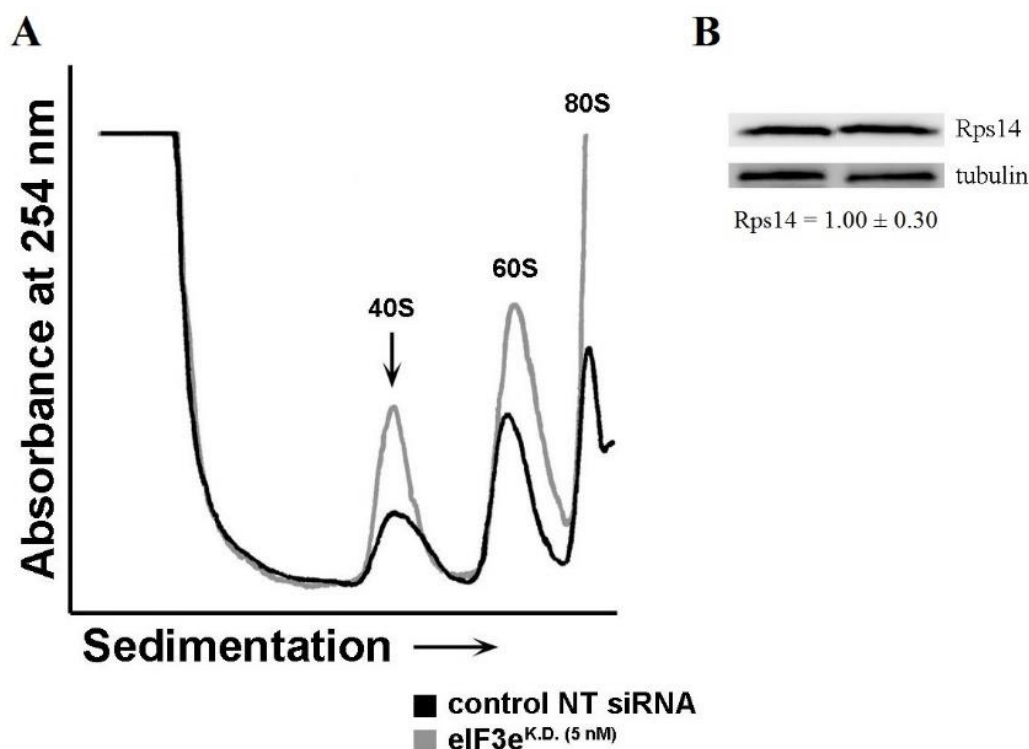 A
B
Absorbance at 254 nm
80S
60S
40S
Rps14
tubulin
Rps14 = 1.00 ± 0.30
Sedimentation
control NT siRNA
eIF3e^K.D. (5 nM)